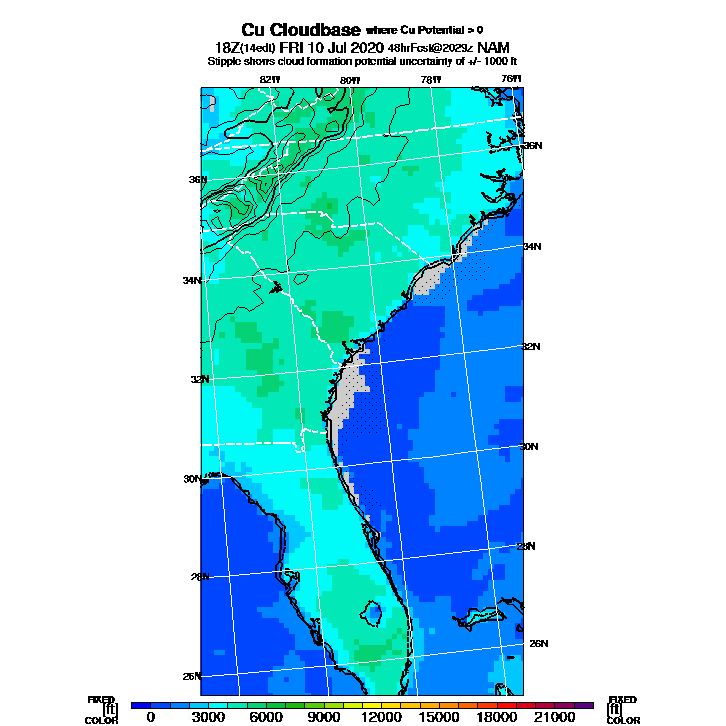 Cu Cloudbase where Cu Potential > 0
18Z(14edt) FRI 10 Jul 2020 48hrFcst@2029z NAM
Stipple shows cloud formation potential uncertainty of +/- 1000 ft
82W 80W 78W 76W
36N
36N
34N
34N
32N
32N
30N
30N
28N
28N
26N
26N
FIXED FIXED
[ft] [ft]
COLOR COLOR
0 3000 6000 9000 12000 15000 18000 21000